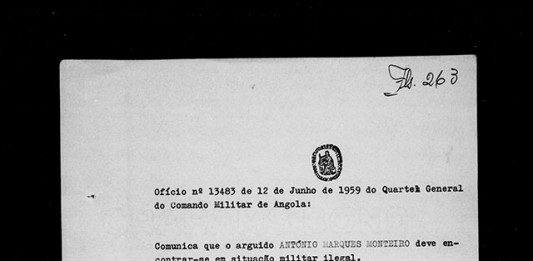 Fls. 263
Ofício nº 13483 de 12 de Junho de 1959 do Quartel General
do Comando Militar de Angola:
Comunica que o arguido ANTÓNIO MARQUES MONTEIRO deve en-
contrar-se em situação militar ilegal.